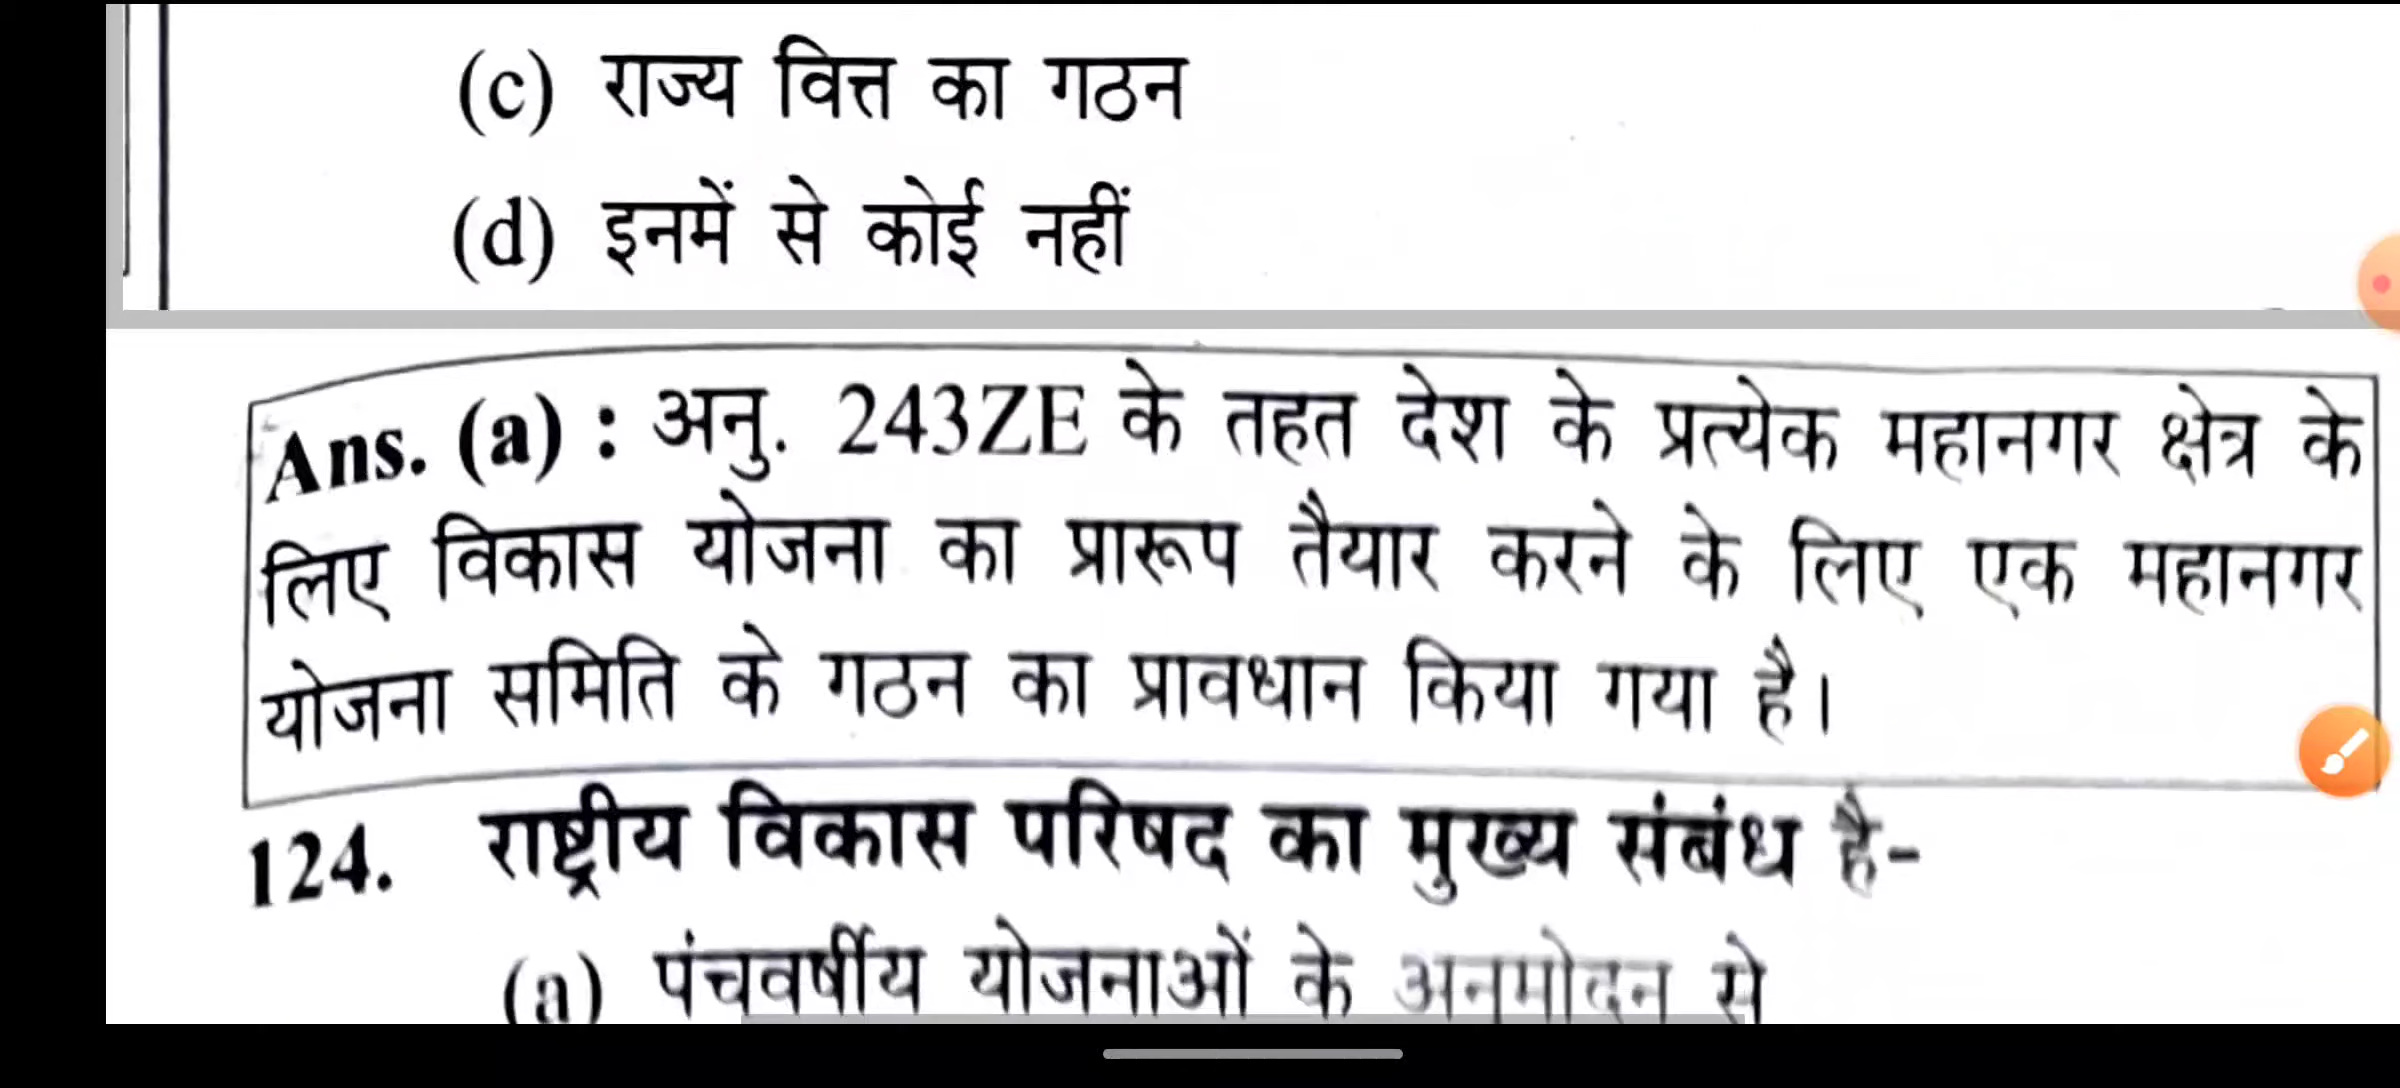 (c) राज्य वित्त का गठन
(d) इनमें से कोई नहीं
Ans. (a) : अनु. 243ZE के तहत देश के प्रत्येक महानगर क्षेत्र के
लिए विकास योजना का प्रारूप तैयार करने के लिए एक महानगर
योजना समिति के गठन का प्रावधान किया गया है।
124. राष्ट्रीय विकास परिषद का मुख्य संबंध है-
(a) पंचवर्षीय योजनाओं के अनुमोदन से